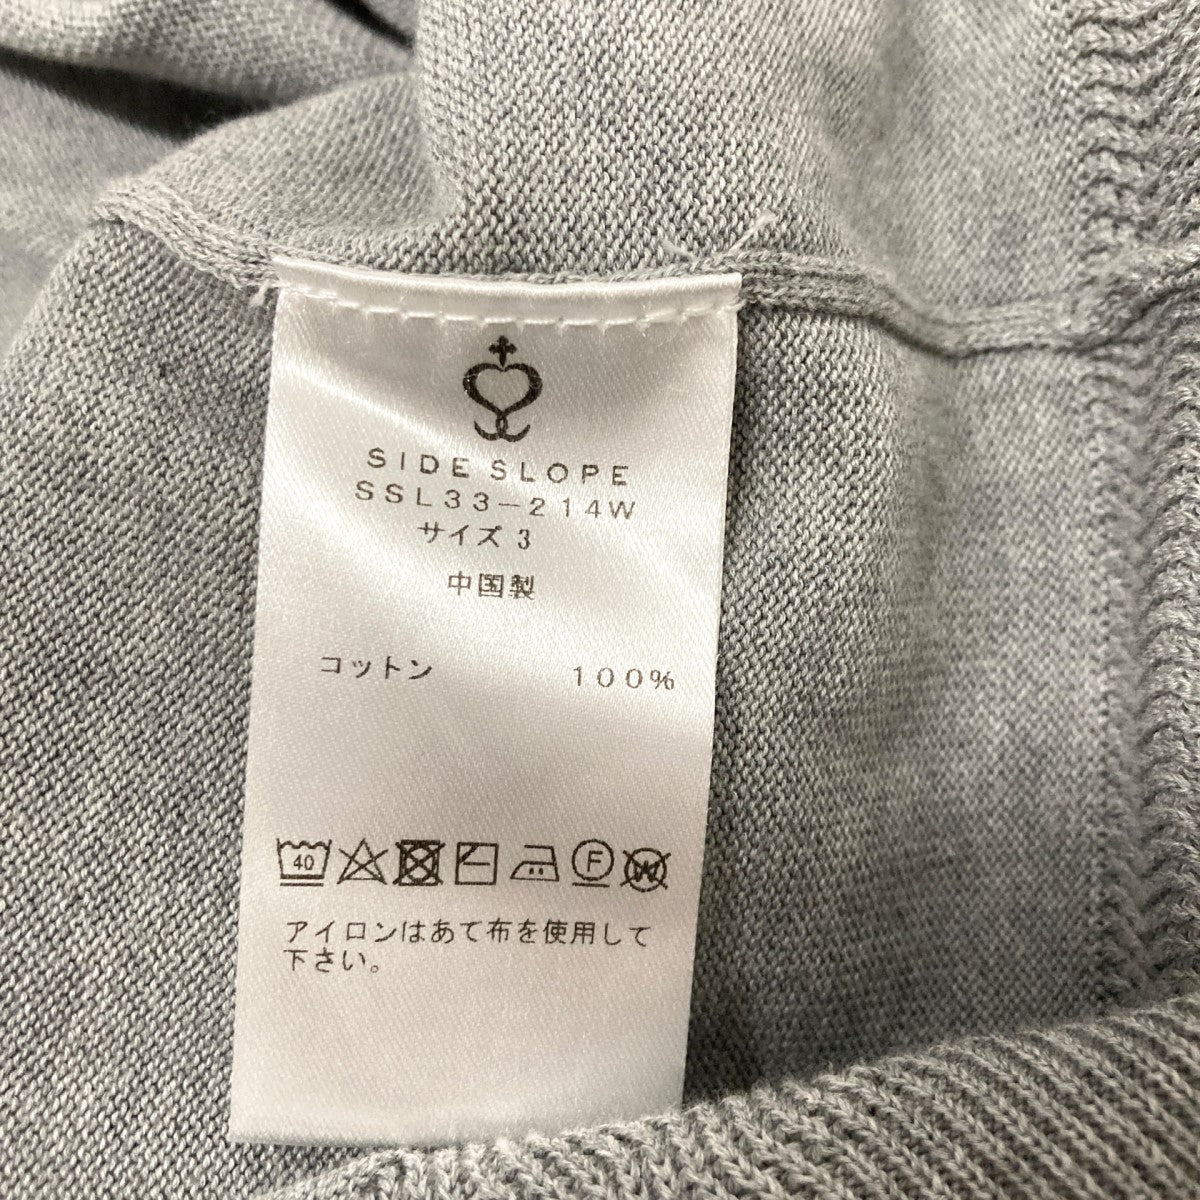 SIDE SLOPE
SSL33-214W
サイズ 3
中国製
コットン 100%
40 F W
アイロンはあて布を使用して
下さい。